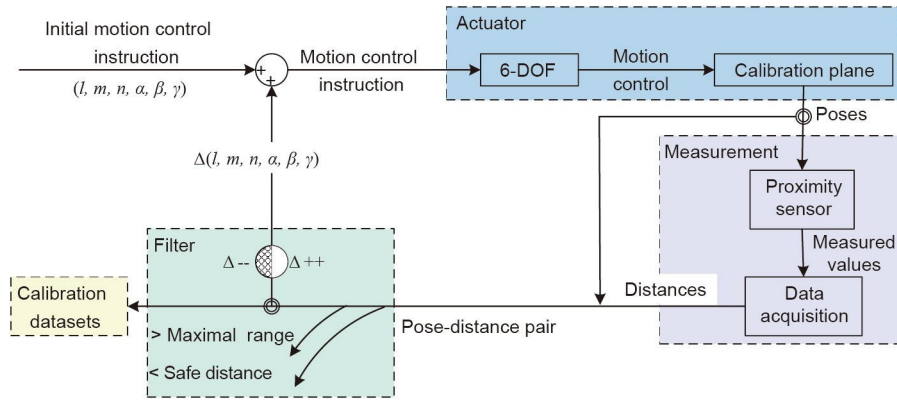 Initial motion control
instruction
(l, m, n, α, β, γ)
+
+
Motion control
instruction
Actuator
6-DOF
Motion
control
Calibration plane
Poses
Δ(l, m, n, α, β, γ)
Measurement
Proximity
sensor
Measured
values
Data
acquisition
Distances
Pose-distance pair
Filter
Δ -- Δ ++
> Maximal range
< Safe distance
Calibration
datasets